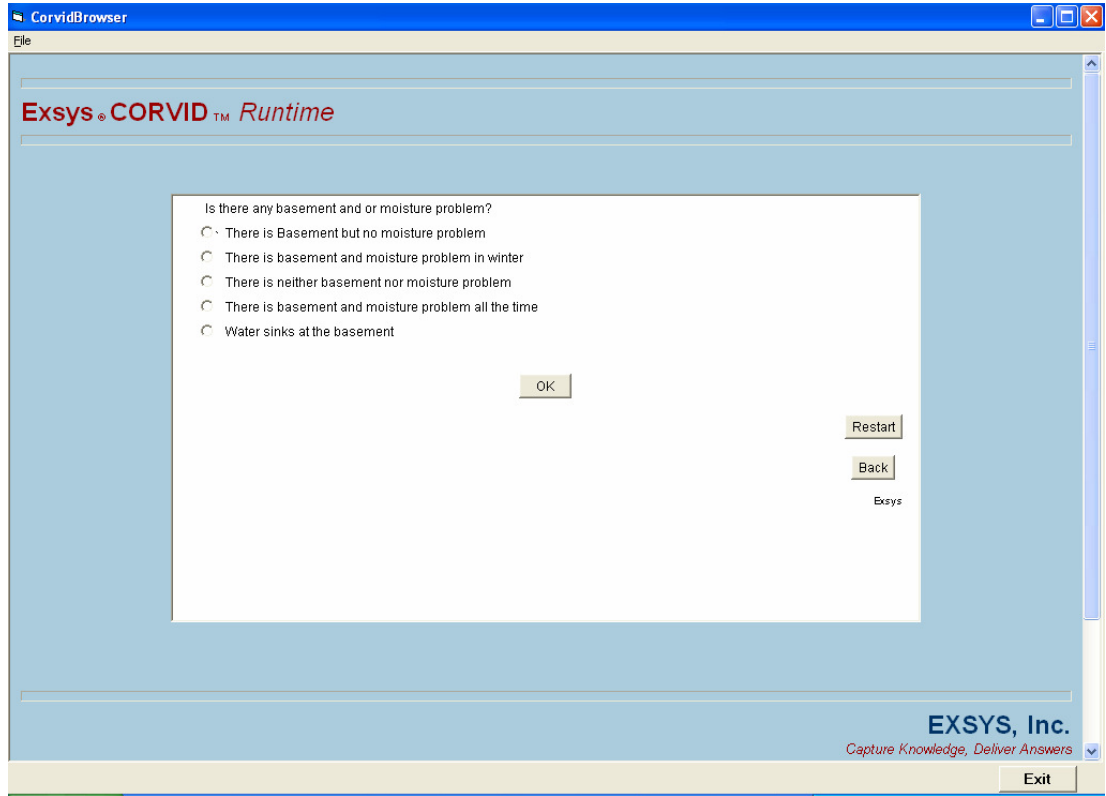 CorvidBrowser
File
Exsys ® CORVID TM Runtime
Is there any basement and or moisture problem?
There is Basement but no moisture problem
There is basement and moisture problem in winter
There is neither basement nor moisture problem
There is basement and moisture problem all the time
Water sinks at the basement
OK
Restart
Back
Exsys
EXSYS, Inc.
Capture Knowledge, Deliver Answers
Exit